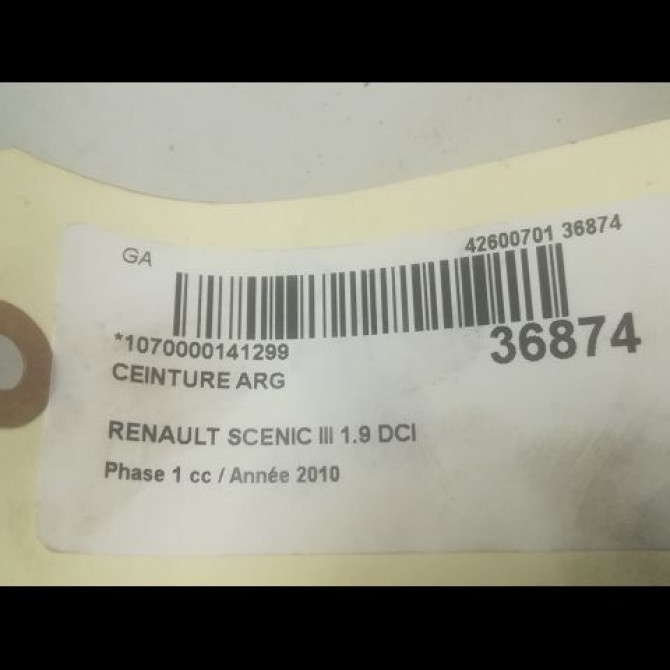 GA
42600701 36874
*1070000141299
36874
CEINTURE ARG
RENAULT SCENIC III 1.9 DCI
Phase 1 cc / Année 2010